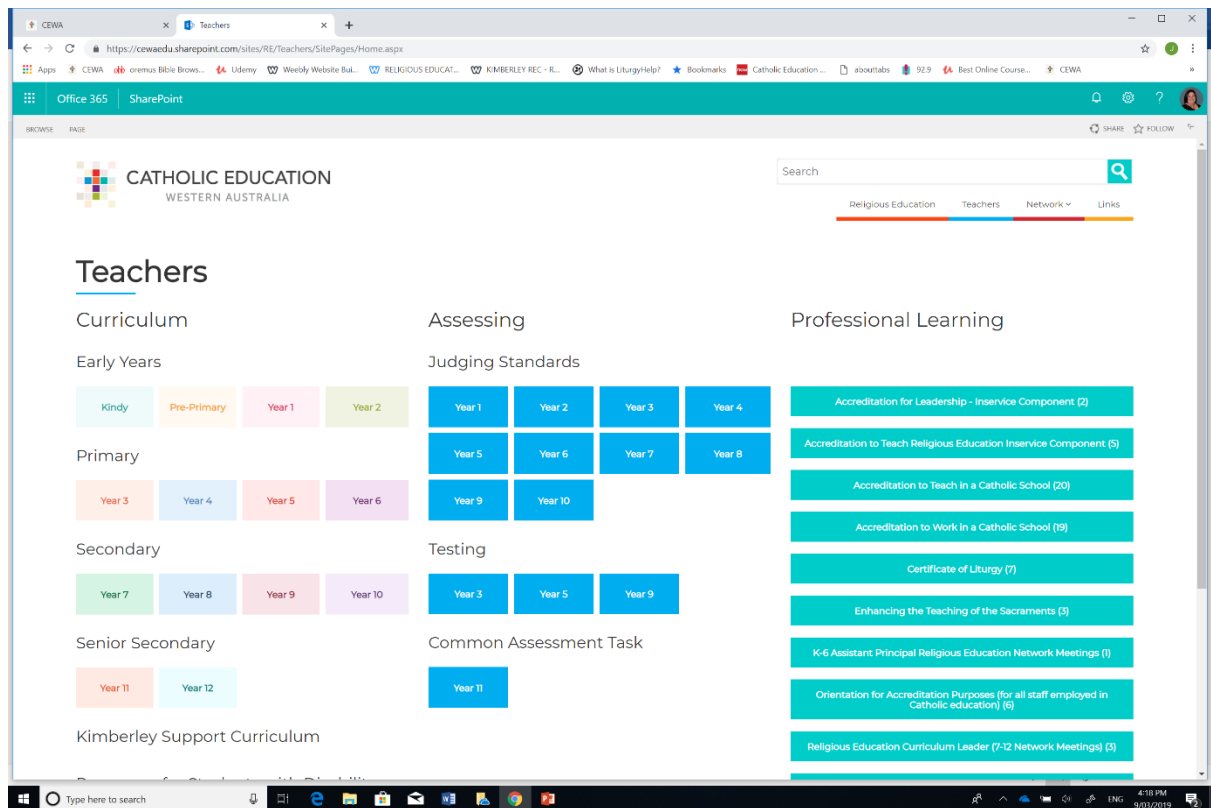 CEWA
Teachers
https://cewaedu.sharepoint.com/sites/RE/Teachers/SitePages/Home.aspx
Apps CEWA oremus Bible Brows... Udemy Weebly Website Bui... RELIGIOUS EDUCAT... KIMBERLEY REC - R... What is LiturgyHelp? Bookmarks Catholic Education ... abouttabs 92.9 Best Online Course... CEWA »
Office 365 SharePoint
BROWSE PAGE SHARE FOLLOW
CATHOLIC EDUCATION
WESTERN AUSTRALIA
Search
Religious Education Teachers Network Links
Teachers
Curriculum
Early Years
Kindy Pre-Primary Year 1 Year 2
Primary
Year 3 Year 4 Year 5 Year 6
Secondary
Year 7 Year 8 Year 9 Year 10
Senior Secondary
Year 11 Year 12
Kimberley Support Curriculum
Assessing
Judging Standards
Year 1 Year 2 Year 3 Year 4
Year 5 Year 6 Year 7 Year 8
Year 9 Year 10
Testing
Year 3 Year 5 Year 9
Common Assessment Task
Year 11
Professional Learning
Accreditation for Leadership - Inservice Component (2)
Accreditation to Teach Religious Education Inservice Component (5)
Accreditation to Teach in a Catholic School (20)
Accreditation to Work in a Catholic School (19)
Certificate of Liturgy (7)
Enhancing the Teaching of the Sacraments (3)
K-6 Assistant Principal Religious Education Network Meetings (1)
Orientation for Accreditation Purposes (for all staff employed in
Catholic education) (6)
Religious Education Curriculum Leader (7-12 Network Meetings) (3)
Type here to search
ENG
4:18 PM
9/03/2019